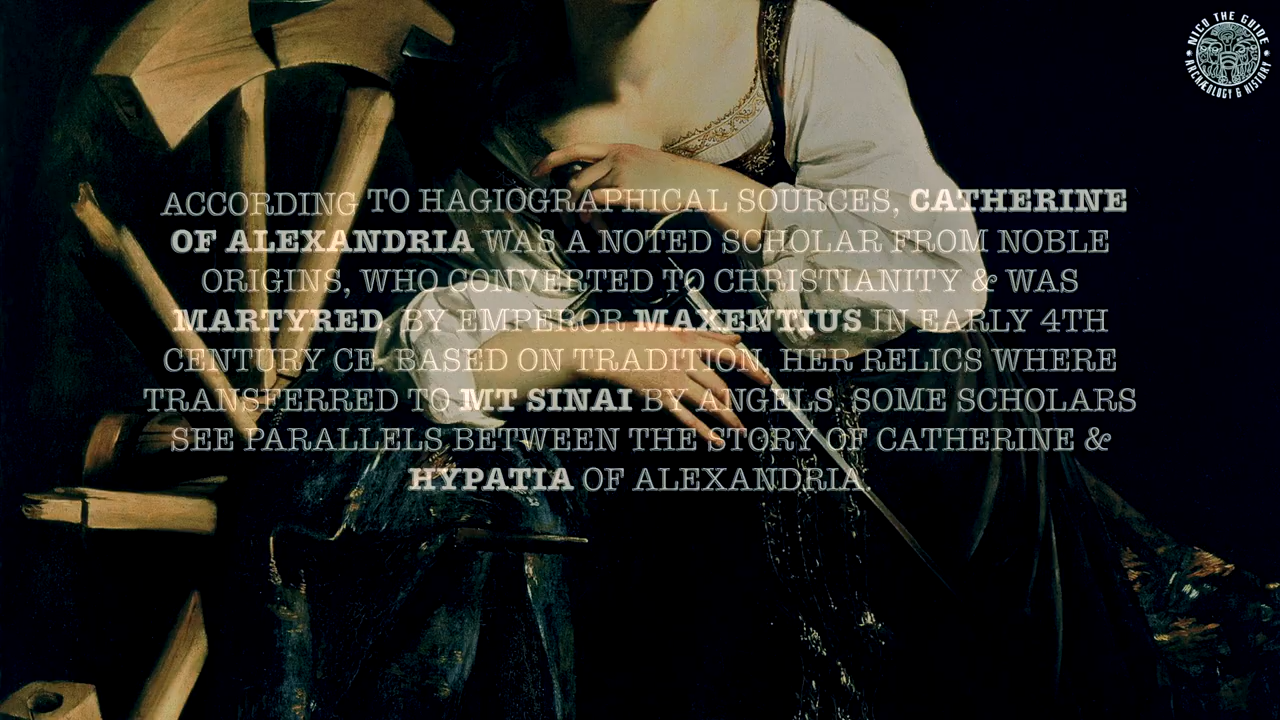 ACCORDING TO HAGIOGRAPHICAL SOURCES, CATHERINE
OF ALEXANDRIA WAS A NOTED SCHOLAR FROM NOBLE
ORIGINS, WHO CONVERTED TO CHRISTIANITY & WAS
MARTYRED, BY EMPEROR MAXENTIUS IN EARLY 4TH
CENTURY CE. BASED ON TRADITION, HER RELICS WHERE
TRANSFERRED TO MT SINAI BY ANGELS. SOME SCHOLARS
SEE PARALLELS BETWEEN THE STORY OF CATHERINE &
HYPATIA OF ALEXANDRIA.
NICO THE GUIDE
ARCHÆOLOGY & HISTORY